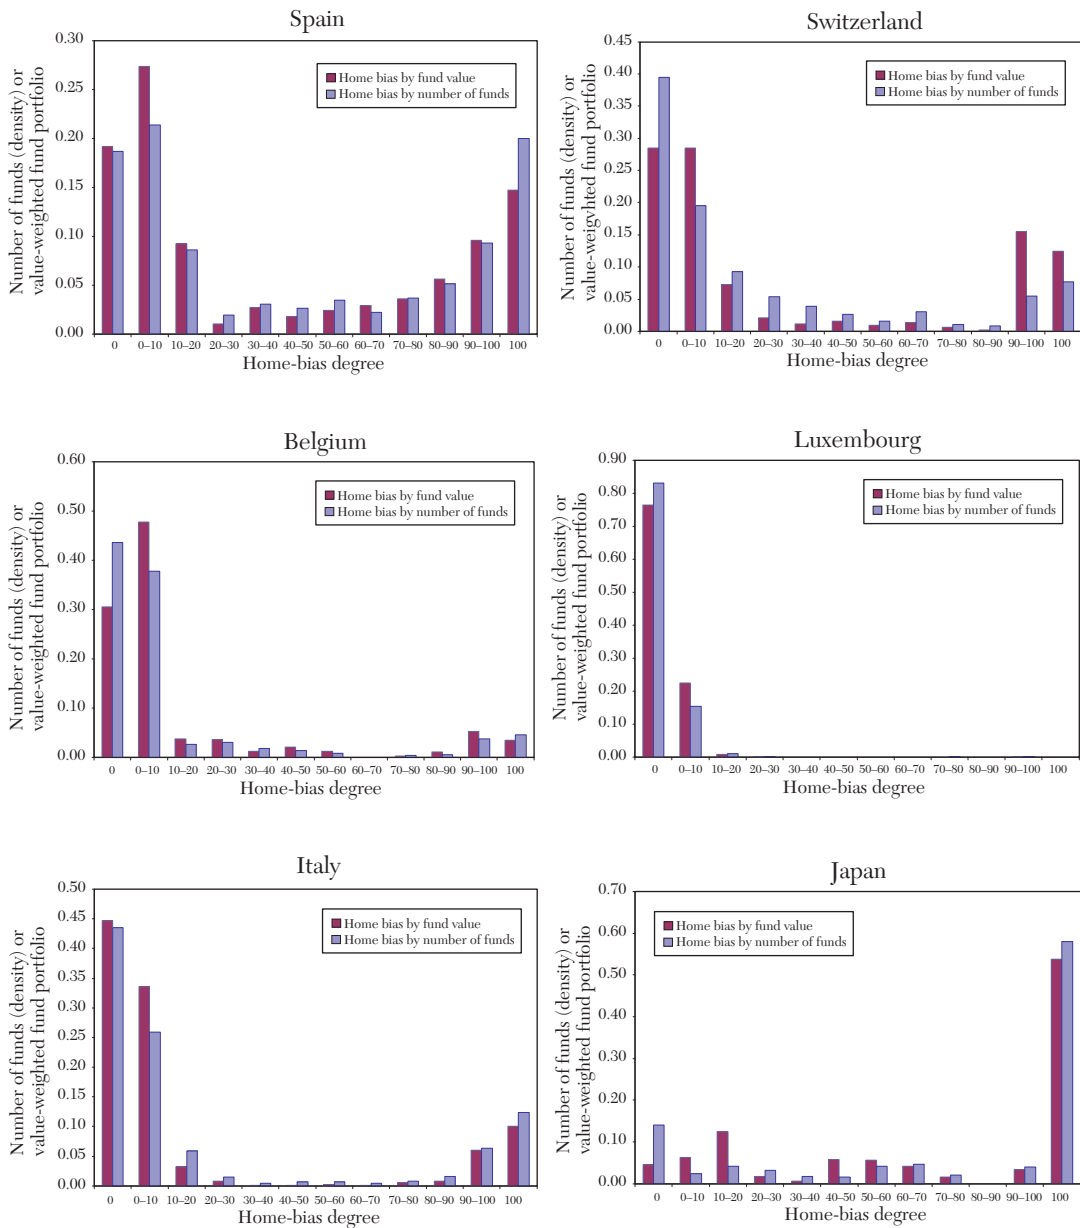 Spain
Number of funds (density) or
value-weighted fund portfolio
0.30
0.25
0.20
0.15
0.10
0.05
0.00
Home bias by fund value
Home bias by number of funds
0 0–10 10–20 20–30 30–40 40–50 50–60 60–70 70–80 80–90 90–100 100
Home-bias degree
Switzerland
Number of funds (density) or
value-weigvhted fund portfolio
0.40
0.35
0.30
0.25
0.20
0.15
0.10
0.05
0.00
Home bias by fund value
Home bias by number of funds
0 0–10 10–20 20–30 30–40 40–50 50–60 60–70 70–80 80–90 90–100 100
Home-bias degree
Belgium
Number of funds (density) or
value-weighted fund portfolio
0.60
0.50
0.40
0.30
0.20
0.10
0.00
Home bias by fund value
Home bias by number of funds
0 0–10 10–20 20–30 30–40 40–50 50–60 60–70 70–80 80–90 90–100 100
Home-bias degree
Luxembourg
Number of funds (density) or
value-weighted fund portfolio
0.90
0.80
0.70
0.60
0.50
0.40
0.30
0.20
0.10
0.00
Home bias by fund value
Home bias by number of funds
0 0–10 10–20 20–30 30–40 40–50 50–60 60–70 70–80 80–90 90–100 100
Home-bias degree
Italy
Number of funds (density) or
value-weighted fund portfolio
0.50
0.45
0.40
0.35
0.30
0.25
0.20
0.15
0.10
0.05
0.00
Home bias by fund value
Home bias by number of funds
0 0–10 10–20 20–30 30–40 40–50 50–60 60–70 70–80 80–90 90–100 100
Home-bias degree
Japan
Number of funds (density) or
value-weighted fund portfolio
0.70
0.60
0.50
0.40
0.30
0.20
0.10
0.00
Home bias by fund value
Home bias by number of funds
0 0–10 10–20 20–30 30–40 40–50 50–60 60–70 70–80 80–90 90–100 100
Home-bias degree